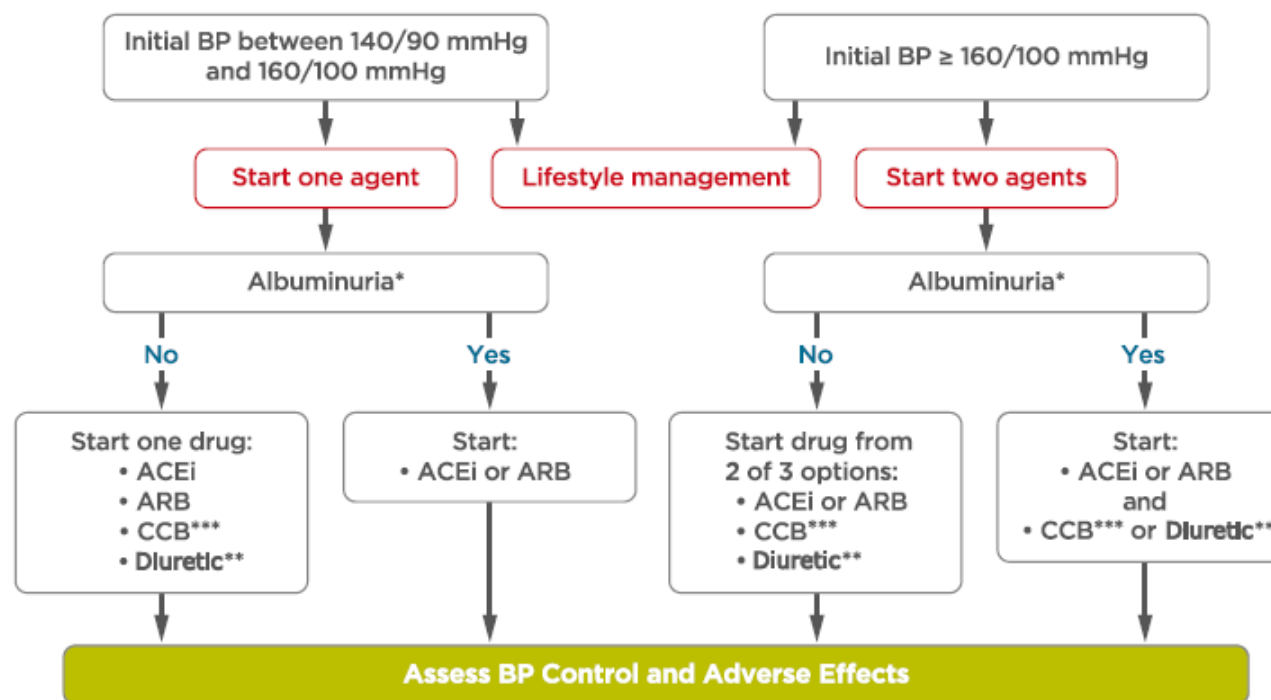 Initial BP between 140/90 mmHg
and 160/100 mmHg
Initial BP ≥ 160/100 mmHg
Start one agent
Lifestyle management
Start two agents
Albuminuria*
Albuminuria*
No
Yes
No
Yes
Start one drug:
• ACEi
• ARB
• CCB***
• Diuretic**
Start:
• ACEi or ARB
Start drug from
2 of 3 options:
• ACEi or ARB
• CCB***
• Diuretic**
Start:
• ACEi or ARB
and
• CCB*** or Diuretic**
Assess BP Control and Adverse Effects